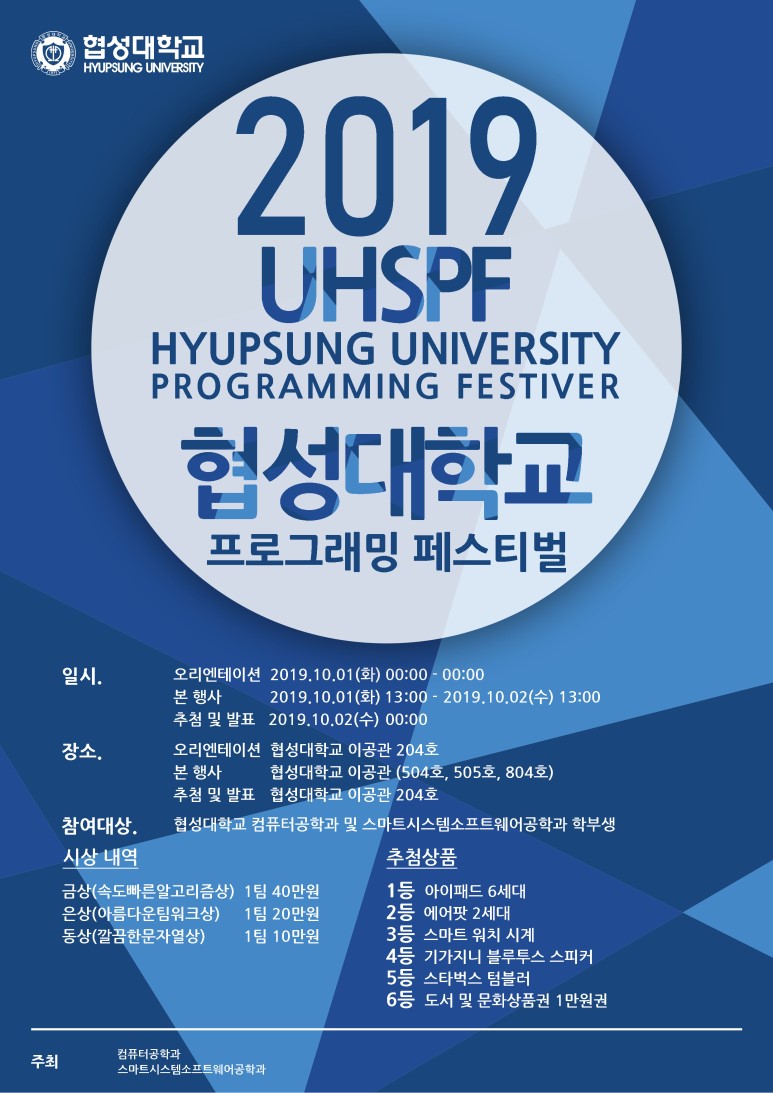 협성대학교
HYUPSUNG UNIVERSITY
2019
UHSPF
HYUPSUNG UNIVERSITY
PROGRAMMING FESTIVER
협성대학교
프로그래밍 페스티벌
일시. 오리엔테이션 2019.10.01(화) 00:00 - 00:00
본 행사 2019.10.01(화) 13:00 - 2019.10.02(수) 13:00
추첨 및 발표 2019.10.02(수) 00:00
장소. 오리엔테이션 협성대학교 이공관 204호
본 행사 협성대학교 이공관 (504호, 505호, 804호)
추첨 및 발표 협성대학교 이공관 204호
참여대상. 협성대학교 컴퓨터공학과 및 스마트시스템소프트웨어공학과 학부생
시상 내역
금상(속도빠른알고리즘상) 1팀 40만원
은상(아름다운팀워크상) 1팀 20만원
동상(깔끔한문자열상) 1팀 10만원
추첨상품
1등 아이패드 6세대
2등 에어팟 2세대
3등 스마트 워치 시계
4등 기가지니 블루투스 스피커
5등 스타벅스 텀블러
6등 도서 및 문화상품권 1만원권
주최 컴퓨터공학과
스마트시스템소프트웨어공학과